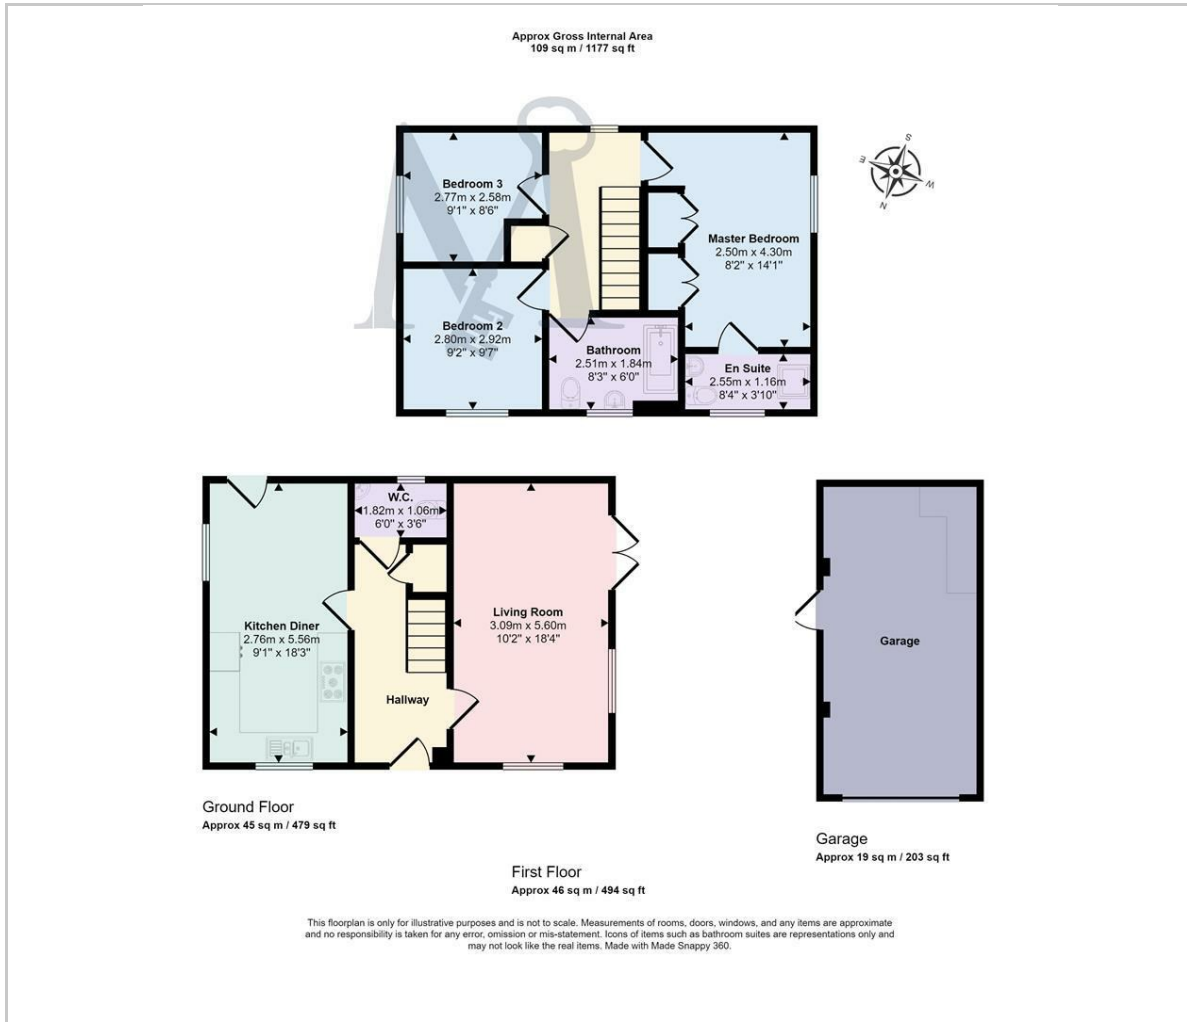 Approx Gross Internal Area
109 sq m / 1177 sq ft
Bedroom 3
2.77m x 2.58m
9'1" x 8'6"
Master Bedroom
2.50m x 4.30m
8'2" x 14'1"
S
E
W
N
Bedroom 2
2.80m x 2.92m
9'2" x 9'7"
Bathroom
2.51m x 1.84m
8'3" x 6'0"
En Suite
2.55m x 1.16m
8'4" x 3'10"
W.C.
1.82m x 1.06m
6'0" x 3'6"
Kitchen Diner
2.76m x 5.56m
9'1" x 18'3"
Living Room
3.09m x 5.60m
10'2" x 18'4"
Hallway
Garage
Ground Floor
Approx 45 sq m / 479 sq ft
Garage
Approx 19 sq m / 203 sq ft
First Floor
Approx 46 sq m / 494 sq ft
This floorplan is only for illustrative purposes and is not to scale. Measurements of rooms, doors, windows, and any items are approximate
and no responsibility is taken for any error, omission or mis-statement. Icons of items such as bathroom suites are representations only and
may not look like the real items. Made with Made Snappy 360.